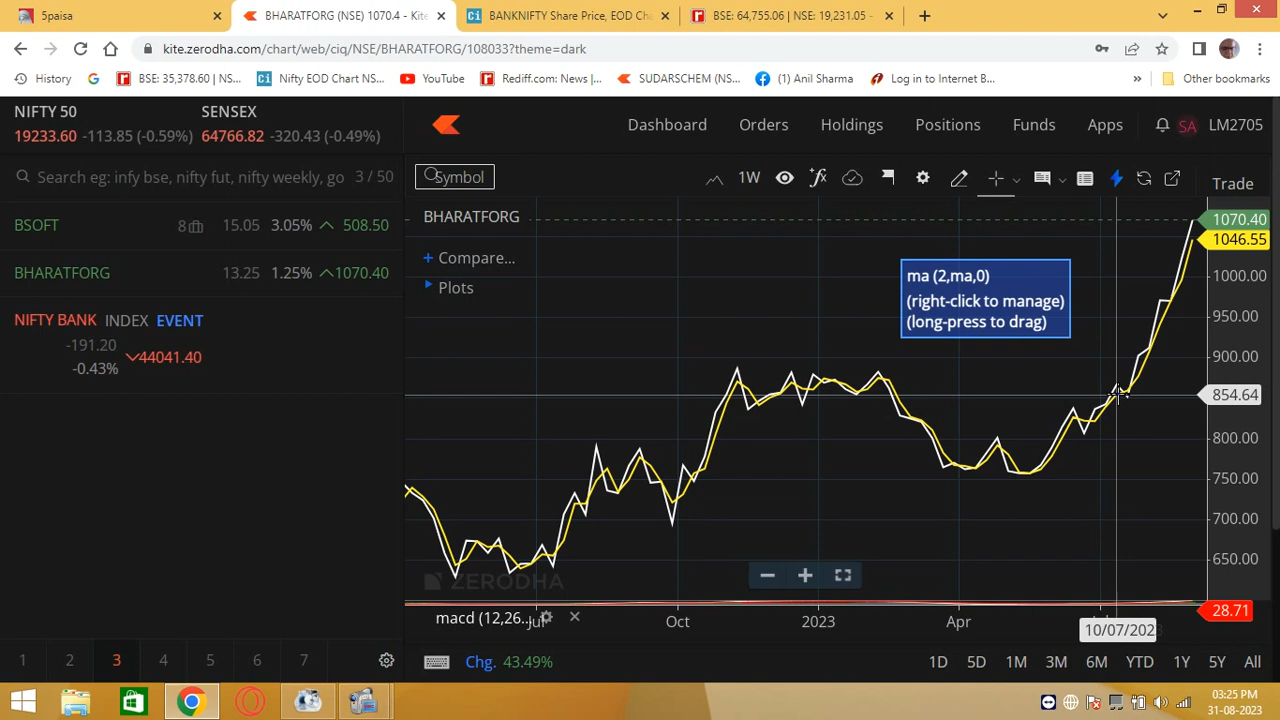 5paisa
BHARATFORG (NSE) 1070.4 - Kite
BANKNIFTY Share Price, EOD Cha
BSE: 64,755.06 | NSE: 19,231.05 -
kite.zerodha.com/chart/web/ciq/NSE/BHARATFORG/108033?theme=dark
History
BSE: 35,378.60 | NS...
Nifty EOD Chart NS...
YouTube
Rediff.com: News |...
SUDARSCHEM (NS...
(1) Anil Sharma
Log in to Internet B...
»
Other bookmarks
NIFTY 50
19233.60 -113.85 (-0.59%)
SENSEX
64766.82 -320.43 (-0.49%)
Search eg: infy bse, nifty fut, nifty weekly, go 3 / 50
BSOFT 8 15.05 3.05% 508.50
BHARATFORG 13.25 1.25% 1070.40
NIFTY BANK INDEX EVENT
-191.20
-0.43%
44041.40
1 2 3 4 5 6 7
Dashboard Orders Holdings Positions Funds Apps SA LM2705
Symbol 1W Trade
BHARATFORG
+ Compare...
Plots
ma (2,ma,0)
(right-click to manage)
(long-press to drag)
1070.40
1046.55
1000.00
950.00
900.00
854.64
800.00
750.00
700.00
650.00
28.71
ZERODHA
macd (12,26...
Oct 2023 Apr
10/07/202
Chg. 43.49%
1D 5D 1M 3M 6M YTD 1Y 5Y All
03:25 PM
31-08-2023